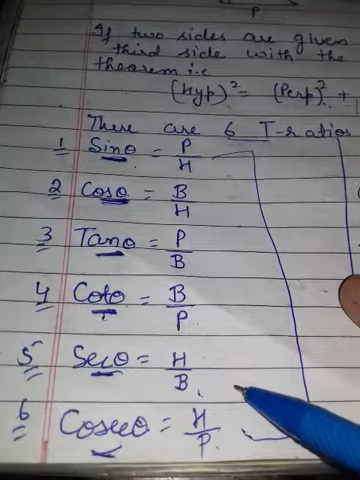 P
If two sides are given
third side with the
theorem i.e
(Hyp)² = (Perp)² +
There are 6 T-ratios
1 Sinθ = P/H
2 Cosθ = B/H
3 Tanθ = P/B
4 Cotθ = B/P
5 Secθ = H/B
6 Cosecθ = H/P